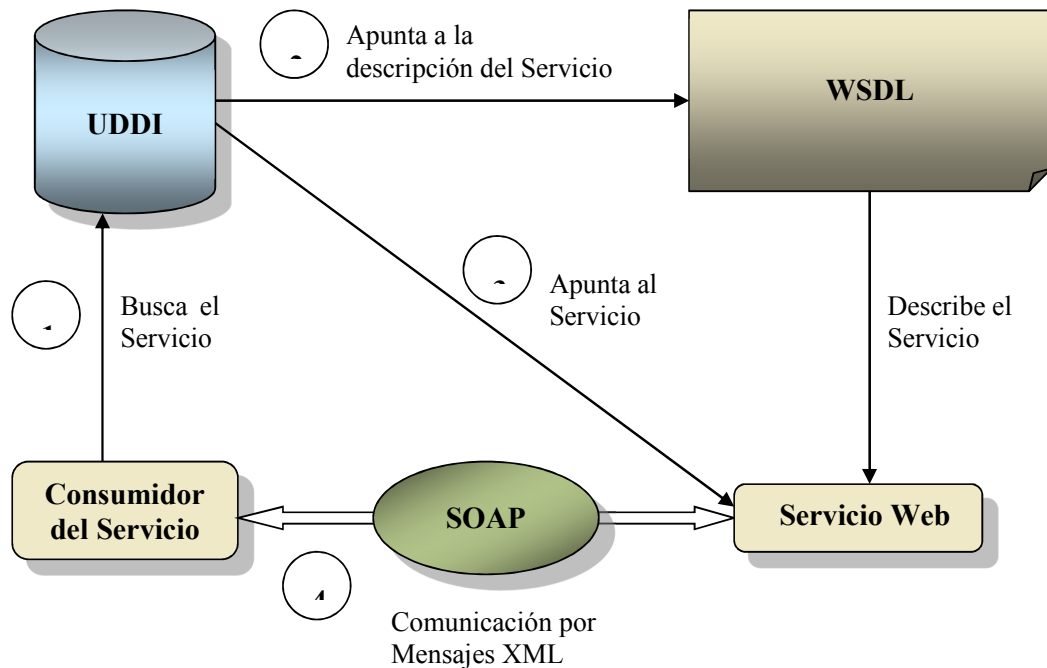 Apunta a la
descripción del Servicio
WSDL
UDDI
Apunta al
Servicio
Busca el
Servicio
Describe el
Servicio
Consumidor
del Servicio
SOAP
Servicio Web
Comunicación por
Mensajes XML